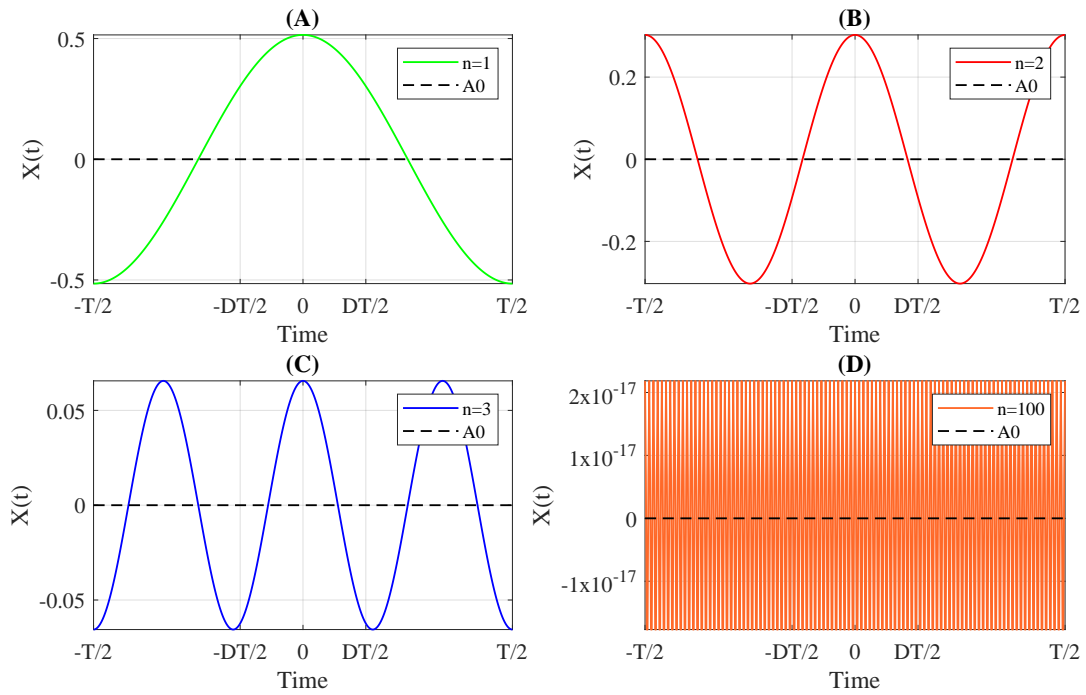 (A)
0.5
0
-0.5
X(t)
n=1
A0
-T/2
-DT/2
0
DT/2
T/2
Time
(B)
0.2
0
-0.2
X(t)
n=2
A0
-T/2
-DT/2
0
DT/2
T/2
Time
(C)
0.05
0
-0.05
X(t)
n=3
A0
-T/2
-DT/2
0
DT/2
T/2
Time
(D)
2x10⁻¹⁷
1x10⁻¹⁷
0
-1x10⁻¹⁷
X(t)
n=100
A0
-T/2
-DT/2
0
DT/2
T/2
Time